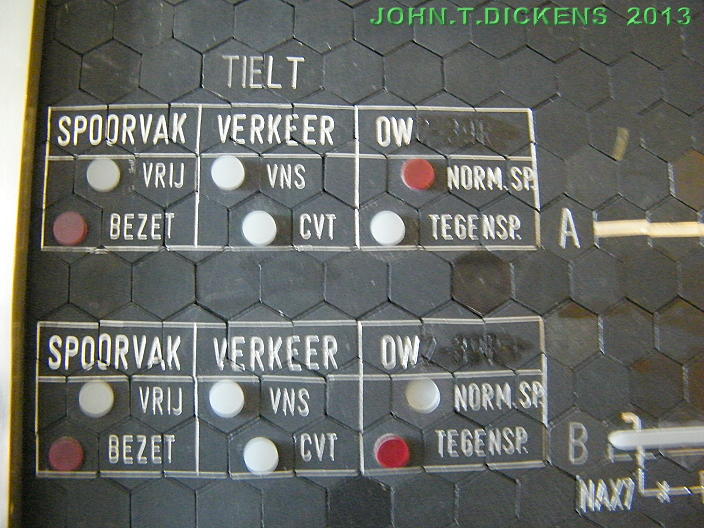 JOHN.T.DICKENS 2013
TIELT
SPOORVAK VERKEER OW
VRIJ VNS NORM.SP.
BEZET CVT TEGENSP.
A
SPOORVAK VERKEER OW
VRIJ VNS NORM.SP.
BEZET CVT TEGENSP.
B
NAX7